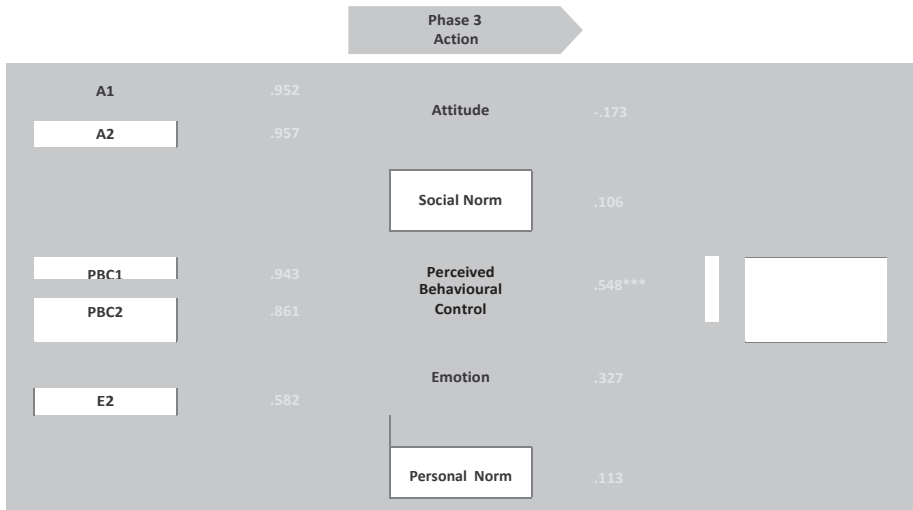 Phase 3
Action
A1
.952
Attitude
-.173
A2
.957
Social Norm
.106
PBC1
.943
Perceived
Behavioural
Control
.548***
PBC2
.861
Emotion
.327
E2
.582
Personal Norm
.113